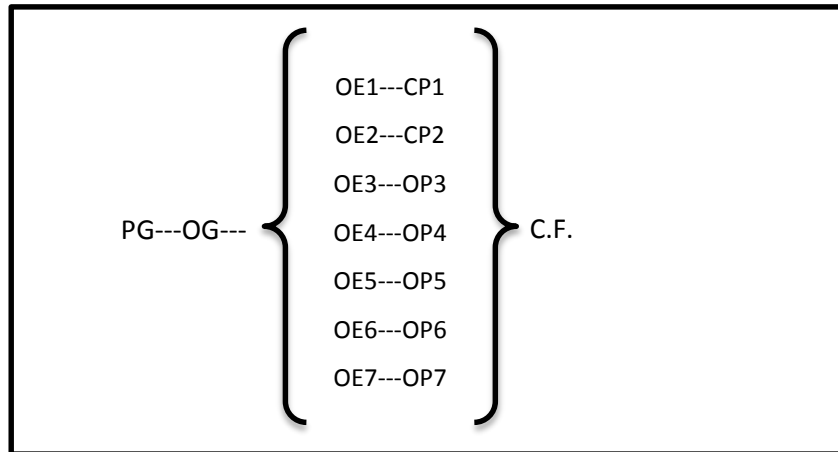 OE1---CP1
OE2---CP2
OE3---OP3
PG---OG--- OE4---OP4 C.F.
OE5---OP5
OE6---OP6
OE7---OP7